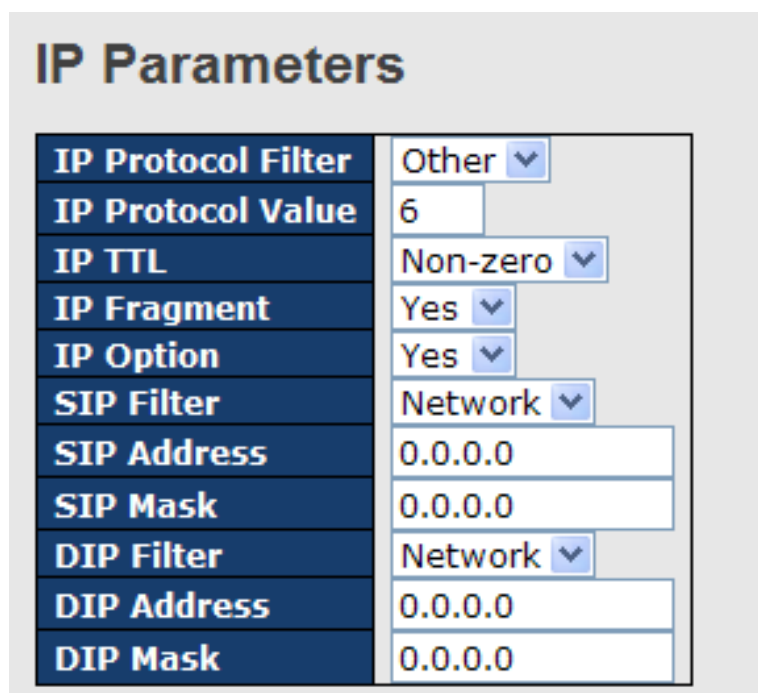 IP Parameters
IP Protocol Filter Other
IP Protocol Value 6
IP TTL Non-zero
IP Fragment Yes
IP Option Yes
SIP Filter Network
SIP Address 0.0.0.0
SIP Mask 0.0.0.0
DIP Filter Network
DIP Address 0.0.0.0
DIP Mask 0.0.0.0